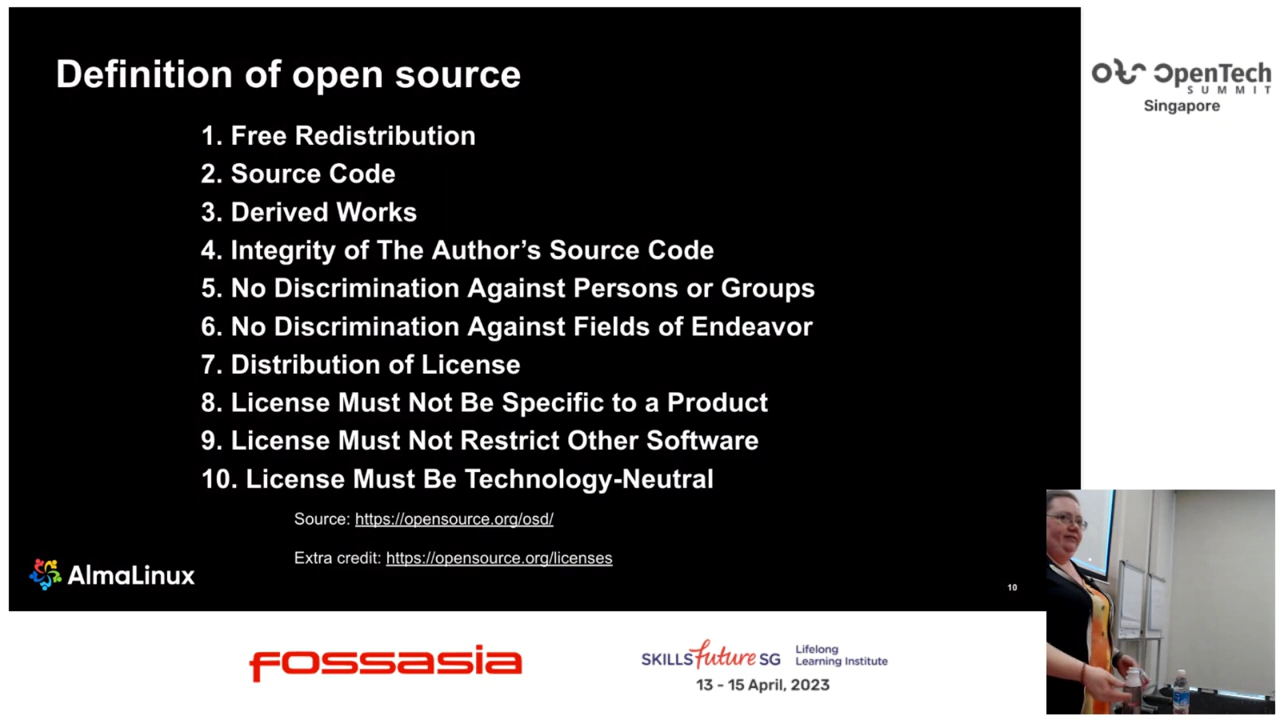 Definition of open source
1. Free Redistribution
2. Source Code
3. Derived Works
4. Integrity of The Author’s Source Code
5. No Discrimination Against Persons or Groups
6. No Discrimination Against Fields of Endeavor
7. Distribution of License
8. License Must Not Be Specific to a Product
9. License Must Not Restrict Other Software
10. License Must Be Technology-Neutral
Source: https://opensource.org/osd/
Extra credit: https://opensource.org/licenses
AlmaLinux
10
OpenTech
SUMMIT
Singapore
fossasia
SKILLSfuture SG
Lifelong
Learning Institute
13 - 15 April, 2023